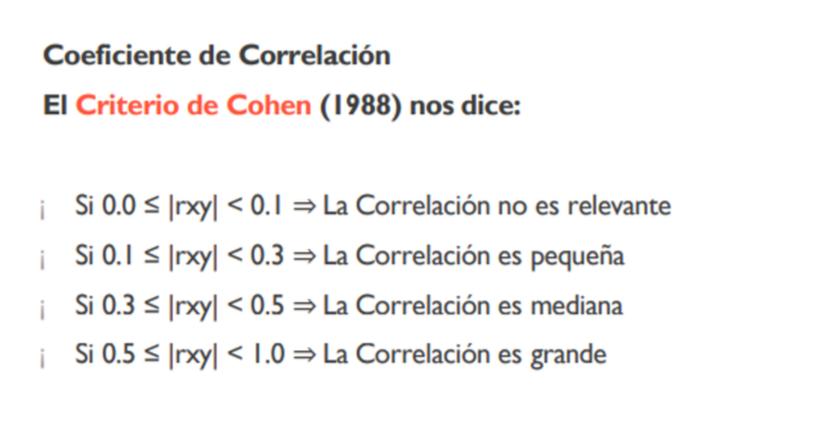 Coeficiente de Correlación
El Criterio de Cohen (1988) nos dice:
¡ Si 0.0 ≤ |rxy| < 0.1 ⇒ La Correlación no es relevante
¡ Si 0.1 ≤ |rxy| < 0.3 ⇒ La Correlación es pequeña
¡ Si 0.3 ≤ |rxy| < 0.5 ⇒ La Correlación es mediana
¡ Si 0.5 ≤ |rxy| < 1.0 ⇒ La Correlación es grande